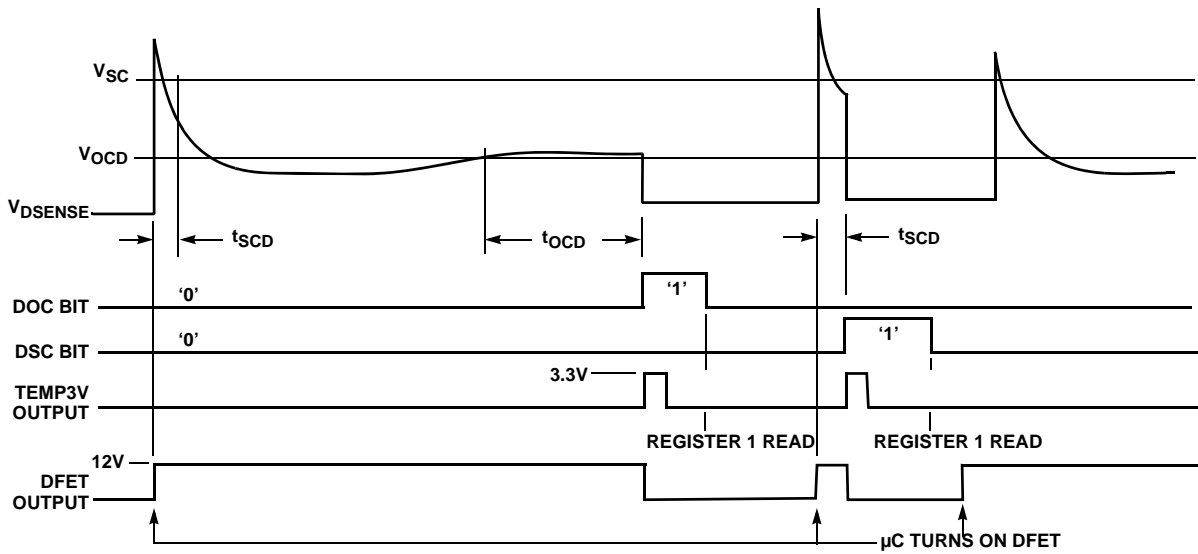 VSC
VOCD
VDSENSE
tSCD
tOCD
tSCD
DOC BIT
‘0’
‘1’
DSC BIT
‘0’
‘1’
3.3V
TEMP3V
OUTPUT
REGISTER 1 READ
REGISTER 1 READ
12V
DFET
OUTPUT
µC TURNS ON DFET